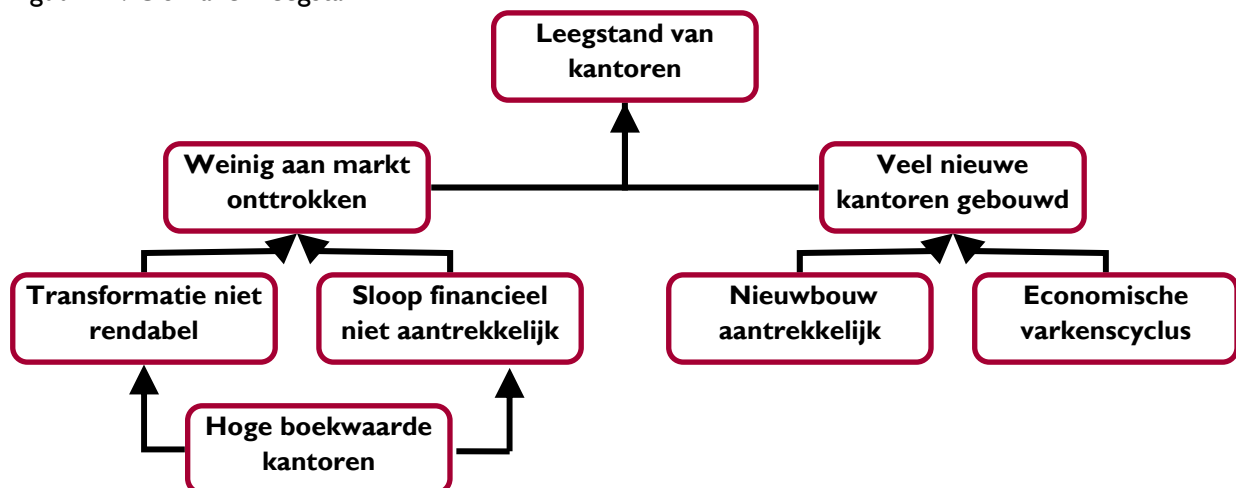 Leegstand van
kantoren
Weinig aan markt
onttrokken
Veel nieuwe
kantoren gebouwd
Transformatie niet
rendabel
Sloop financieel
niet aantrekkelijk
Nieuwbouw
aantrekkelijk
Economische
varkenscyclus
Hoge boekwaarde
kantoren